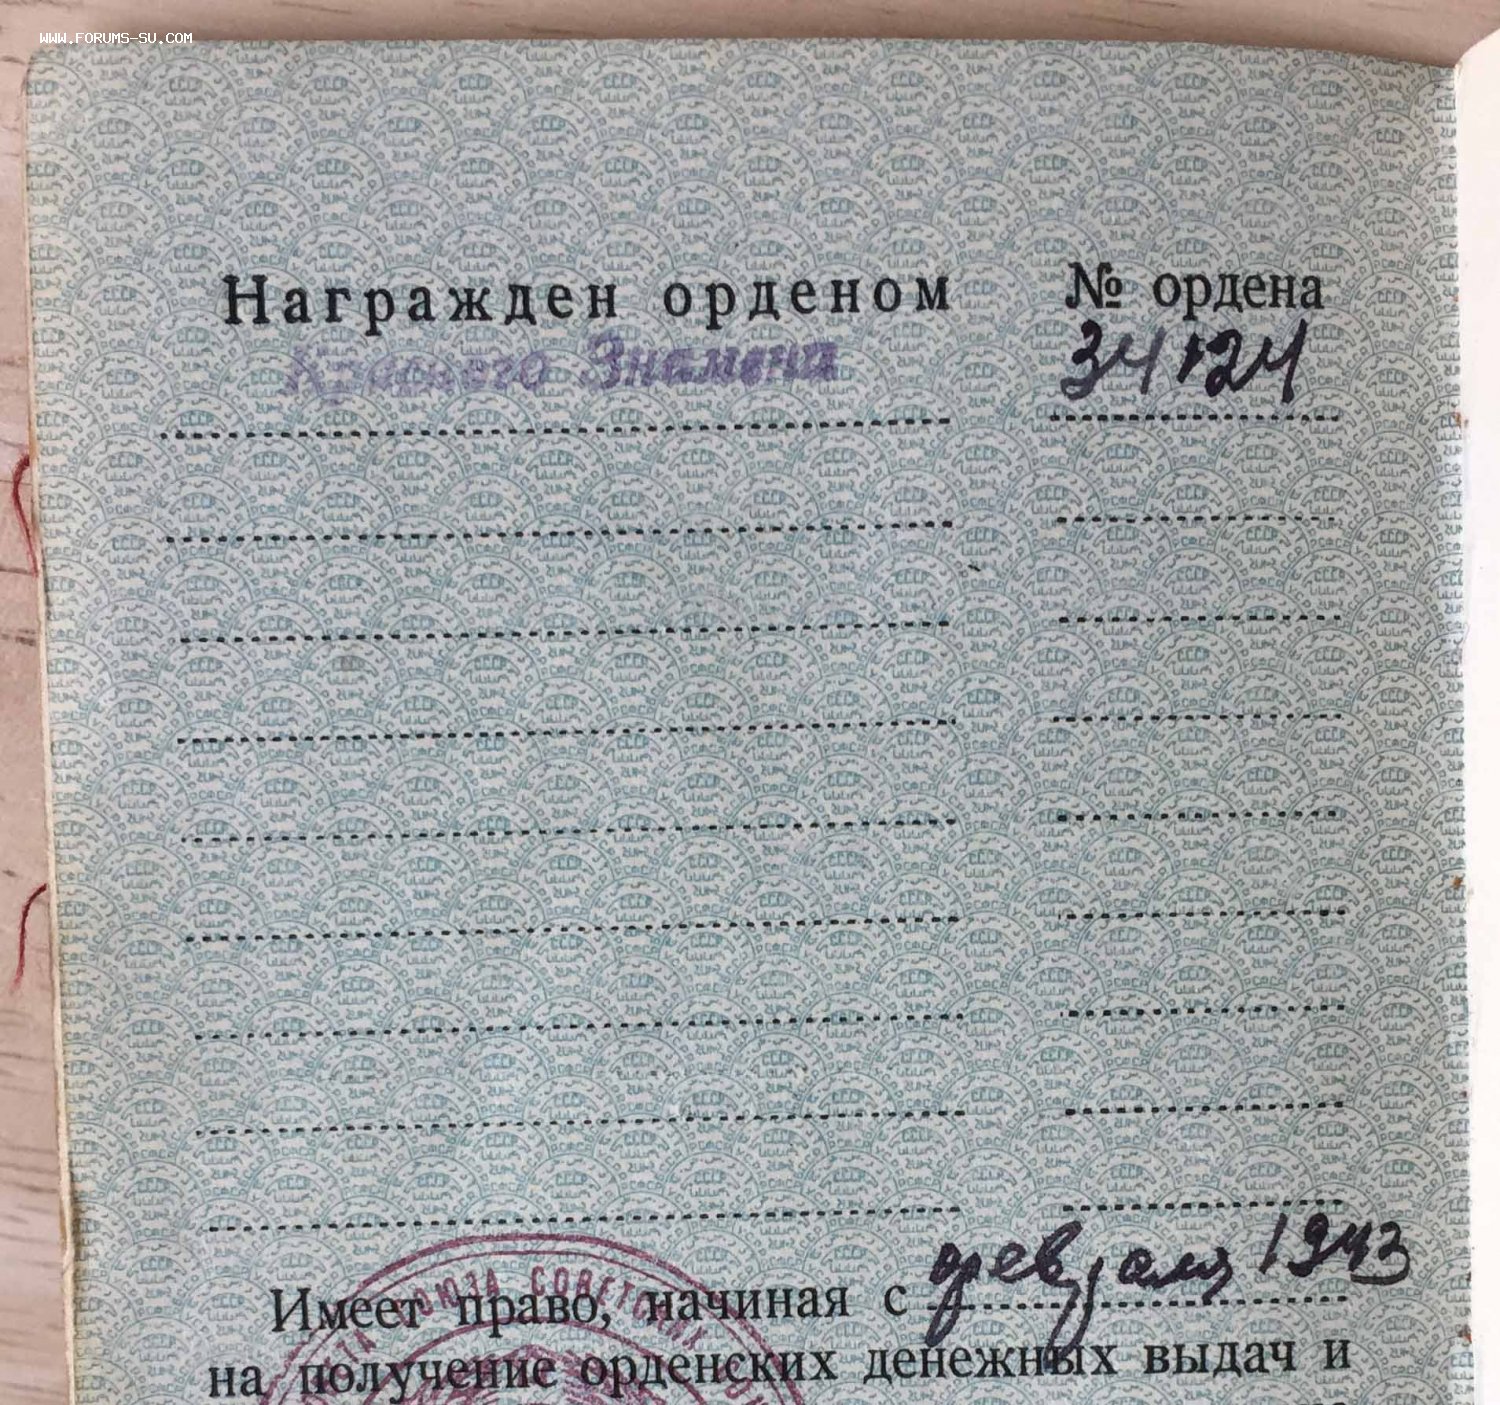 WWW.FORUMS-SU.COM
Награжден орденом № ордена
Красного Знамени 34124
Имеет право, начиная с февраля 1943
на получение орденских денежных выдач и